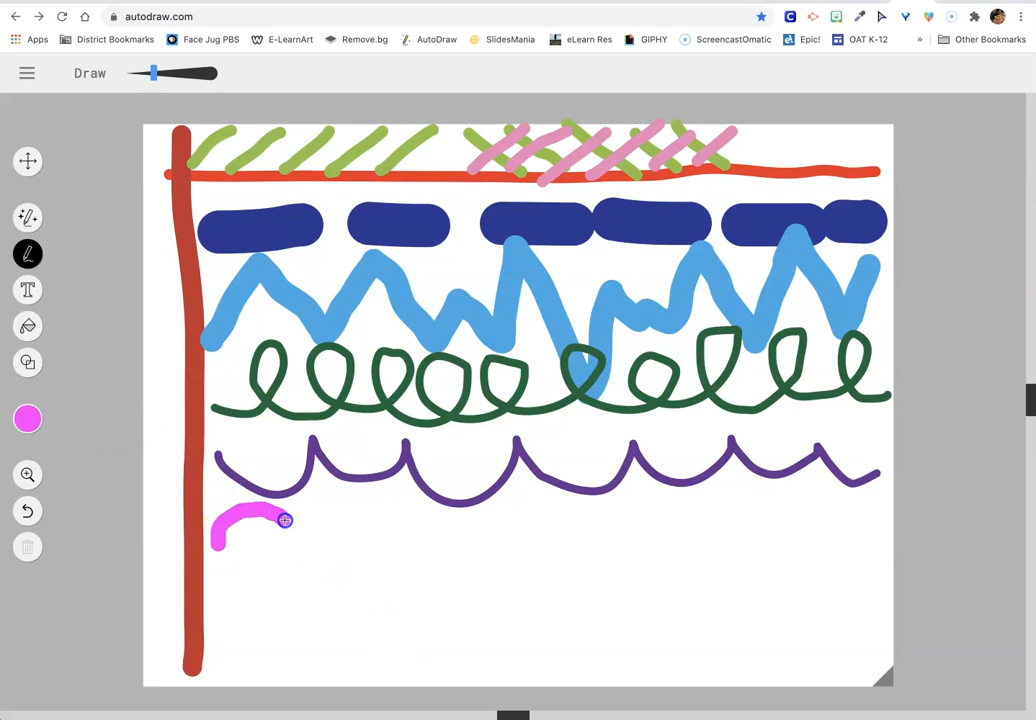 autodraw.com
Apps District Bookmarks Face Jug PBS E-LearnArt Remove.bg AutoDraw SlidesMania eLearn Res GIPHY ScreencastOmatic Epic! OAT K-12 » Other Bookmarks
Draw